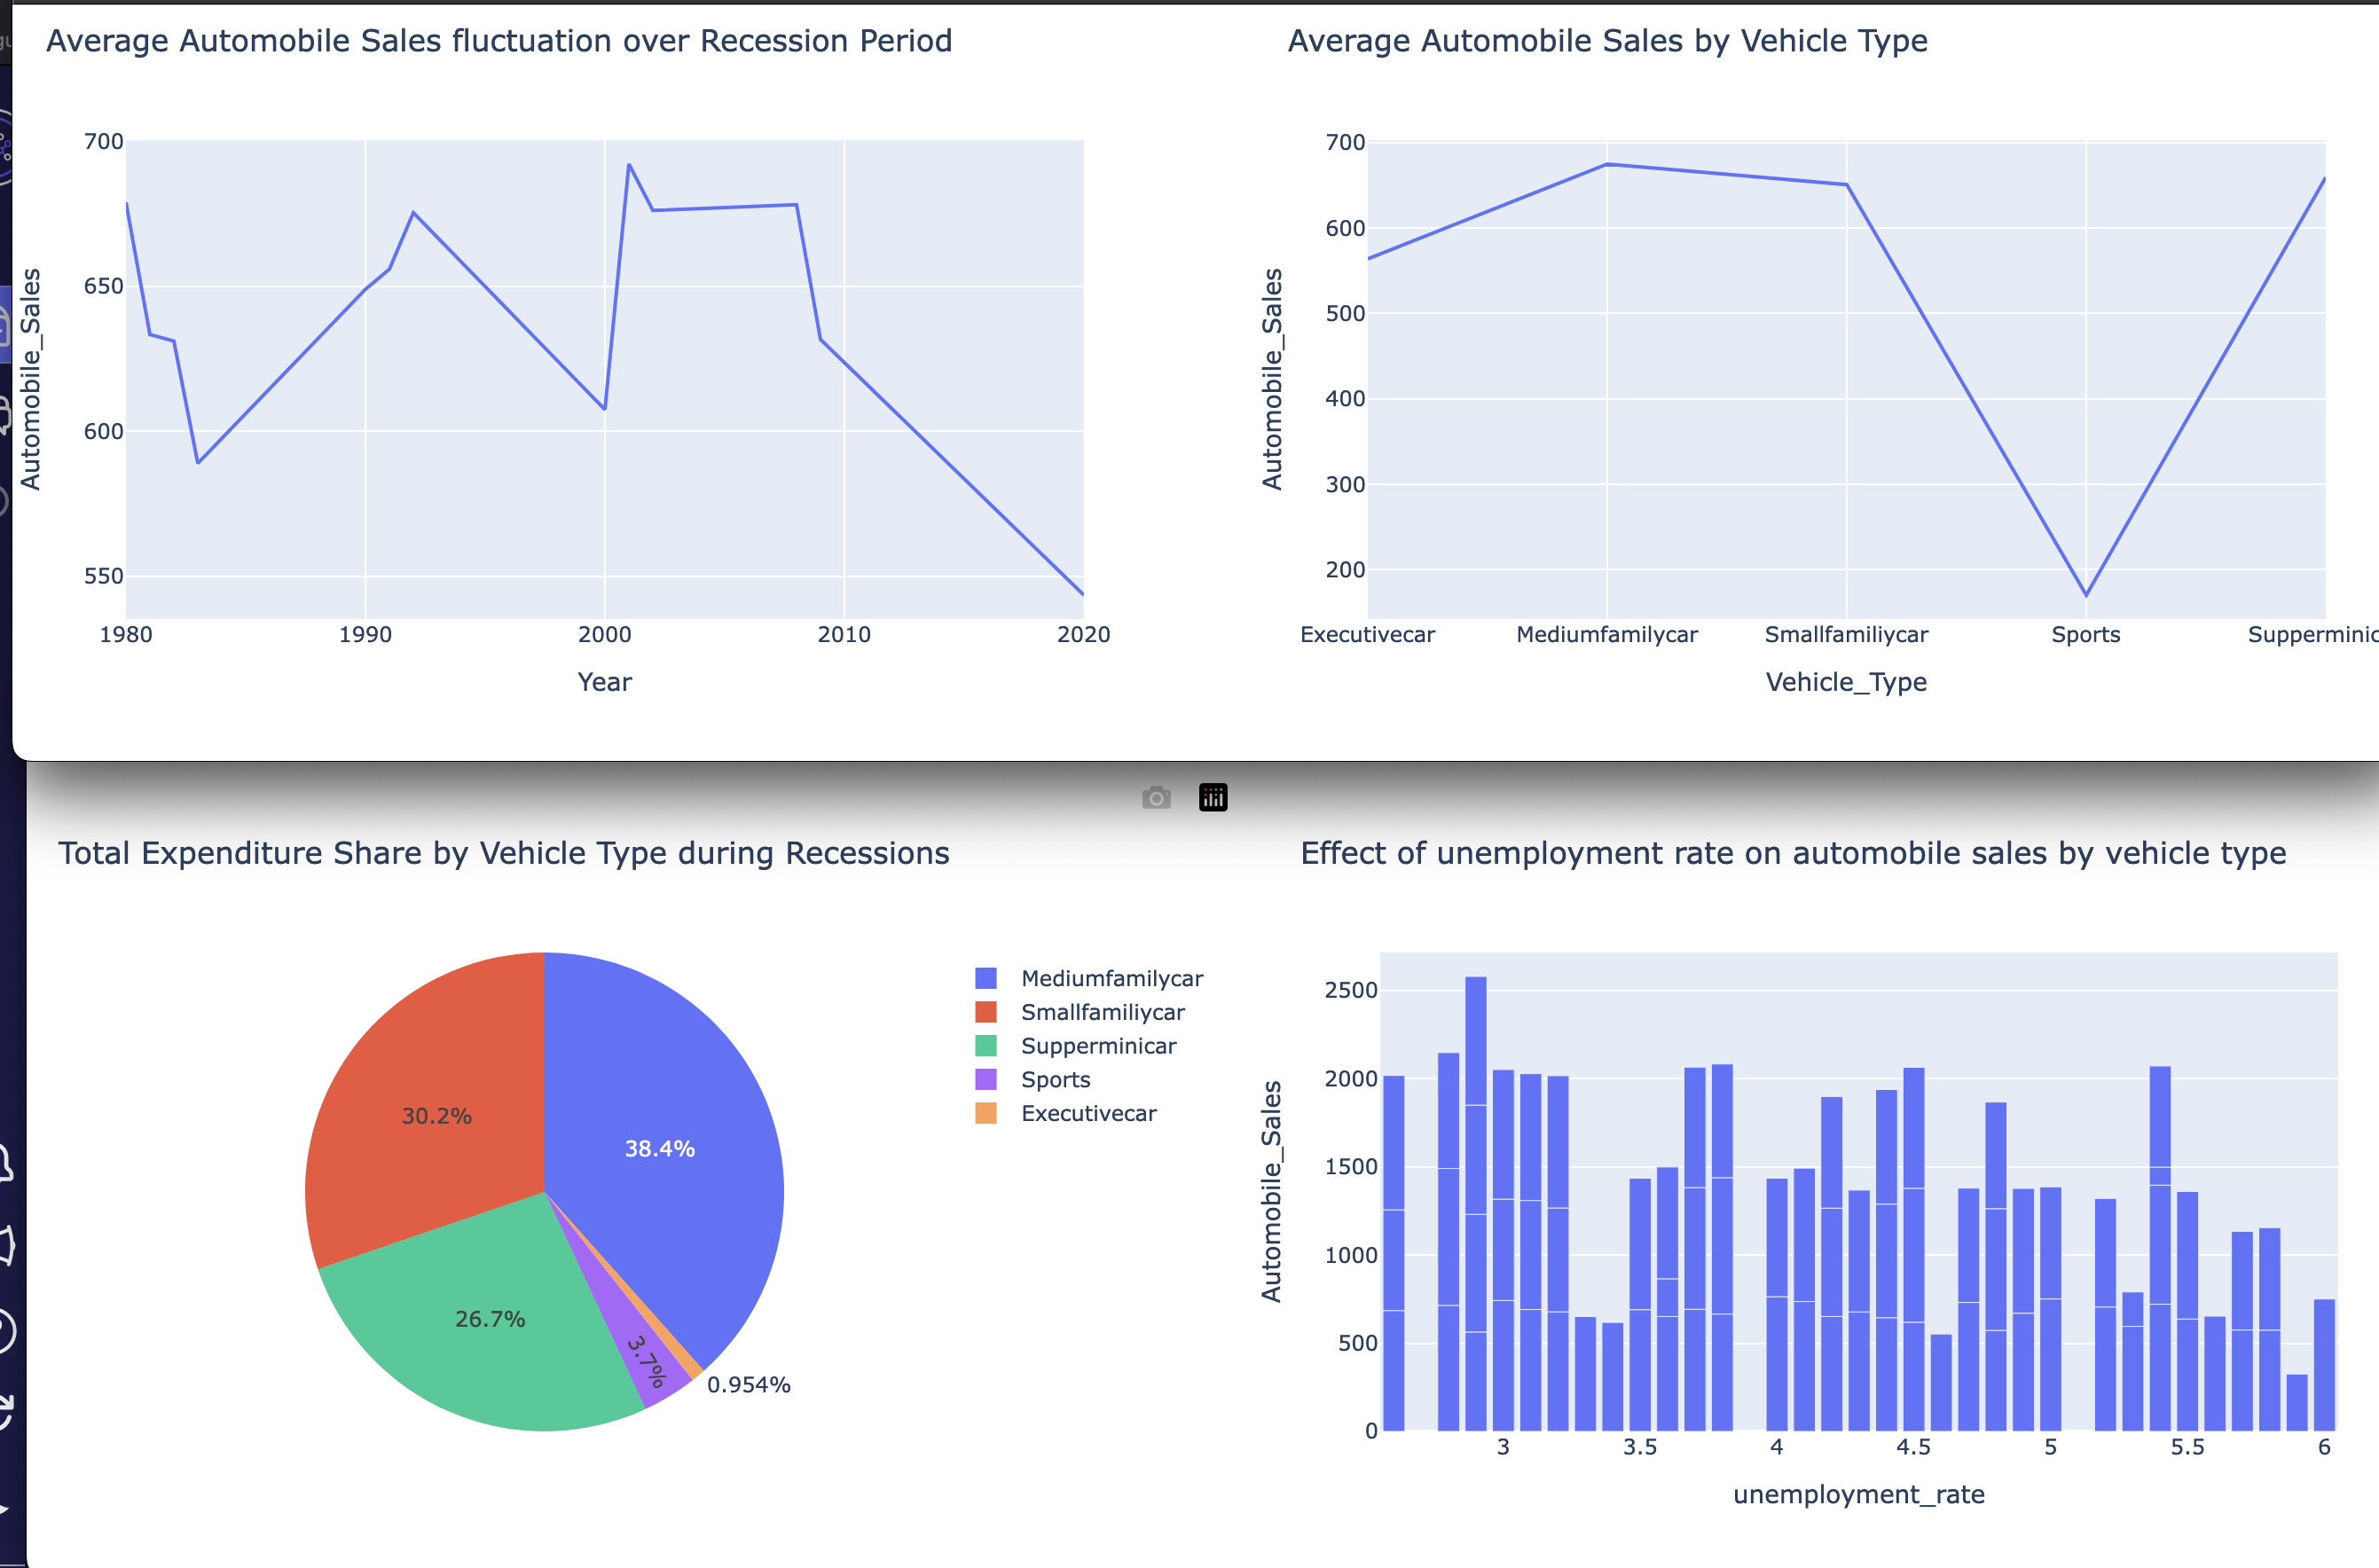 Average Automobile Sales fluctuation over Recession Period
700
650
600
550
Automobile_Sales
1980 1990 2000 2010 2020
Year
Average Automobile Sales by Vehicle Type
700
600
500
400
300
200
Automobile_Sales
Executivecar Mediumfamilycar Smallfamiliycar Sports Supperminic
Vehicle_Type
Total Expenditure Share by Vehicle Type during Recessions
30.2%
38.4%
26.7%
3.7%
0.954%
Mediumfamilycar
Smallfamiliycar
Supperminicar
Sports
Executivecar
Effect of unemployment rate on automobile sales by vehicle type
2500
2000
1500
1000
500
0
Automobile_Sales
3 3.5 4 4.5 5 5.5 6
unemployment_rate